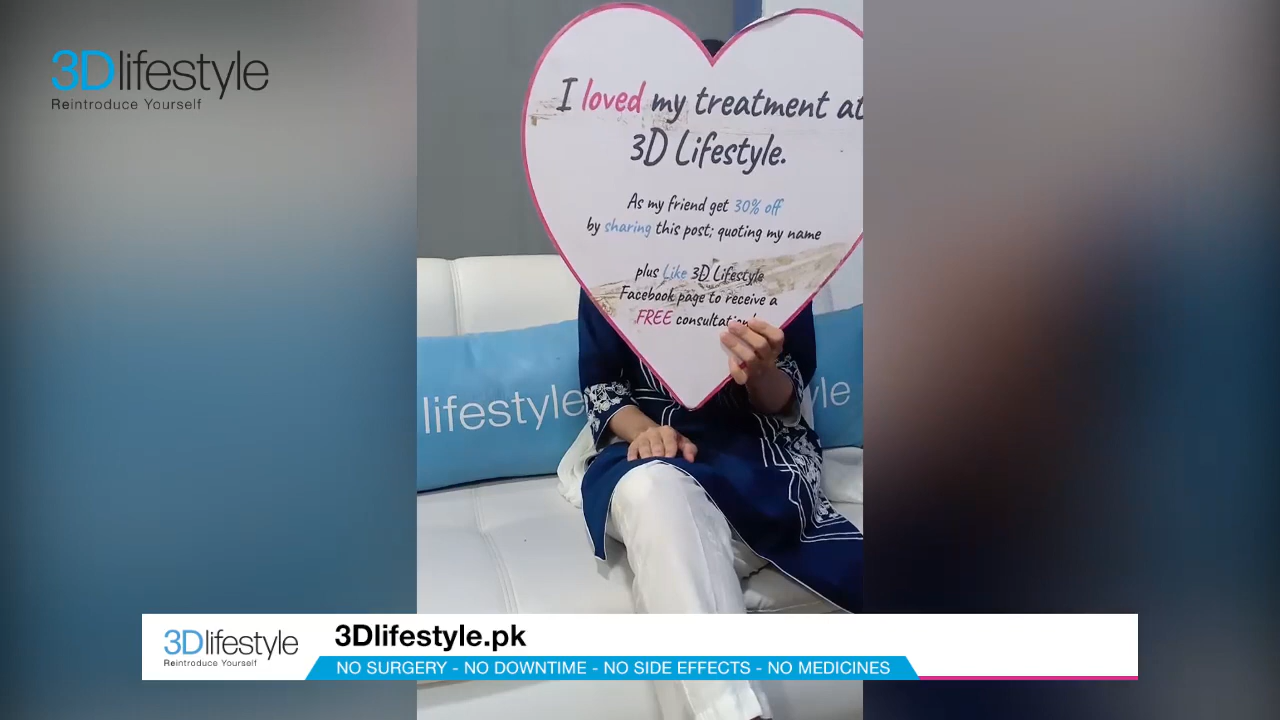 3Dlifestyle
Reintroduce Yourself
I loved my treatment at
3D Lifestyle.
As my friend get 30% off
by sharing this post; quoting my name
plus Like 3D Lifestyle
Facebook page to receive a
FREE consultation!
lifestyle
yle
3Dlifestyle
Reintroduce Yourself
3Dlifestyle.pk
NO SURGERY - NO DOWNTIME - NO SIDE EFFECTS - NO MEDICINES